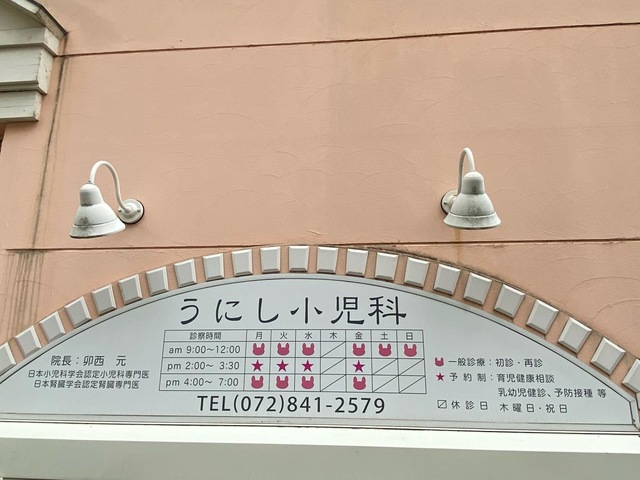 うにし小児科
院長：卯西 元
日本小児科学会認定小児科専門医
日本腎臓学会認定腎臓専門医
診察時間 月 火 水 木 金 土 日
am 9:00〜12:00
pm 2:00〜 3:30 ★ ★ ★ ★
pm 4:00〜 7:00
一般診療：初診・再診
★ 予約制：育児健康相談
乳幼児健診、予防接種 等
休診日 木曜日・祝日
TEL(072)841-2579